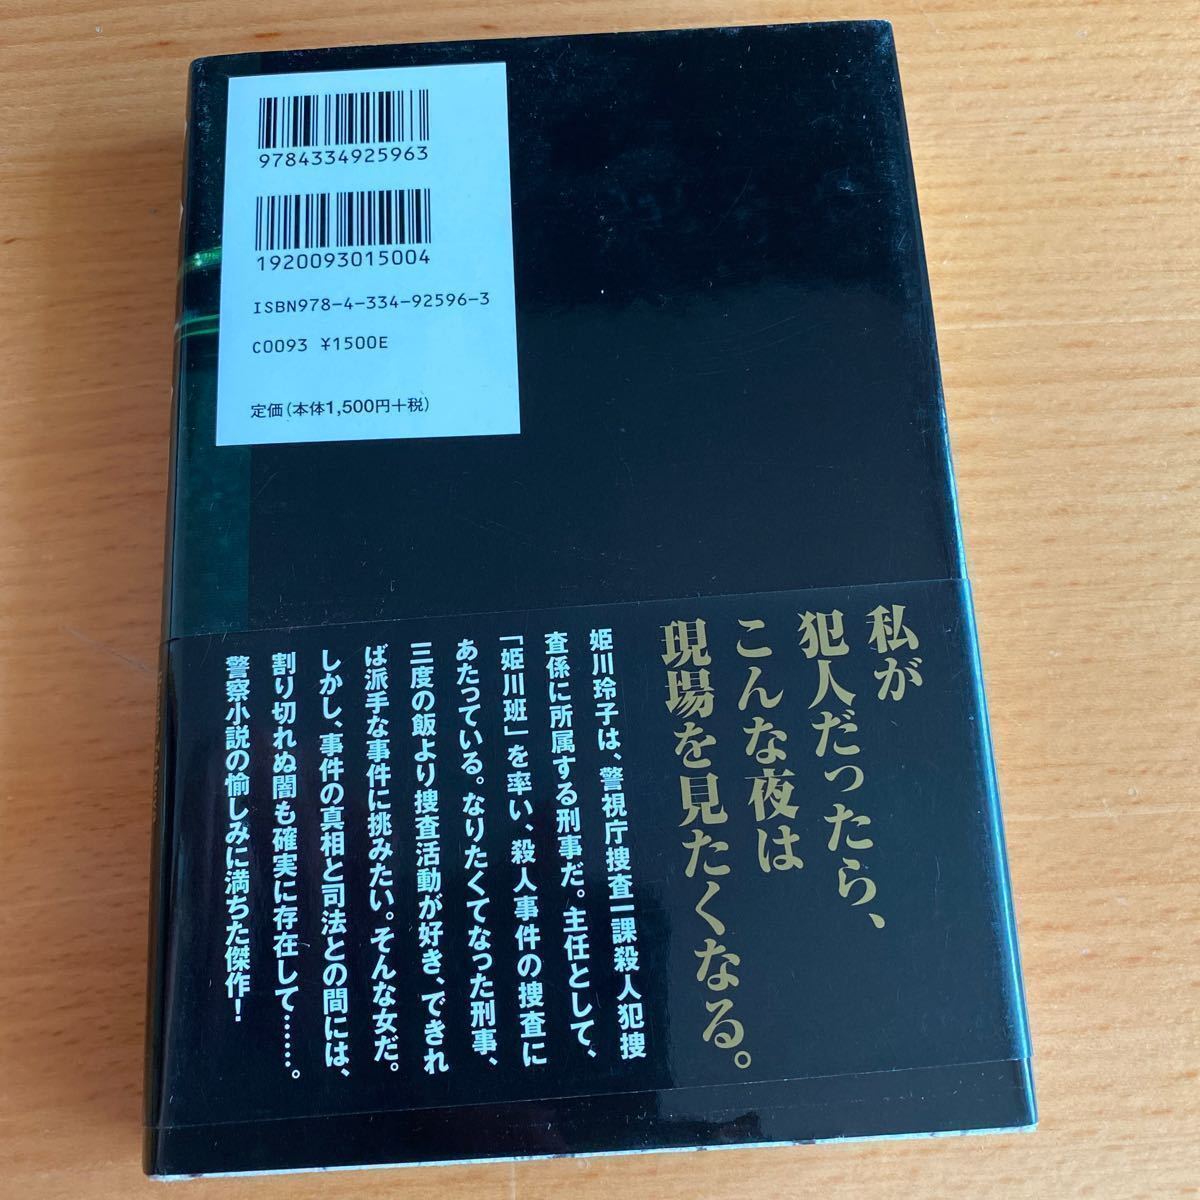 9784334925963
1920093015004
ISBN978-4-334-92596-3
C0093 ¥1500E
定価(本体1,500円+税)
私が
犯人だったら、
こんな夜は
現場を見たくなる。
姫川玲子は、警視庁捜査一課殺人犯捜
査係に所属する刑事だ。主任として、
「姫川班」を率い、殺人事件の捜査に
あたっている。なりたくてなった刑事、
三度の飯より捜査活動が好き、できれ
ば派手な事件に挑みたい。そんな女だ。
しかし、事件の真相と司法との間には、
割り切れぬ闇も確実に存在して……。
警察小説の愉しみに満ちた傑作!